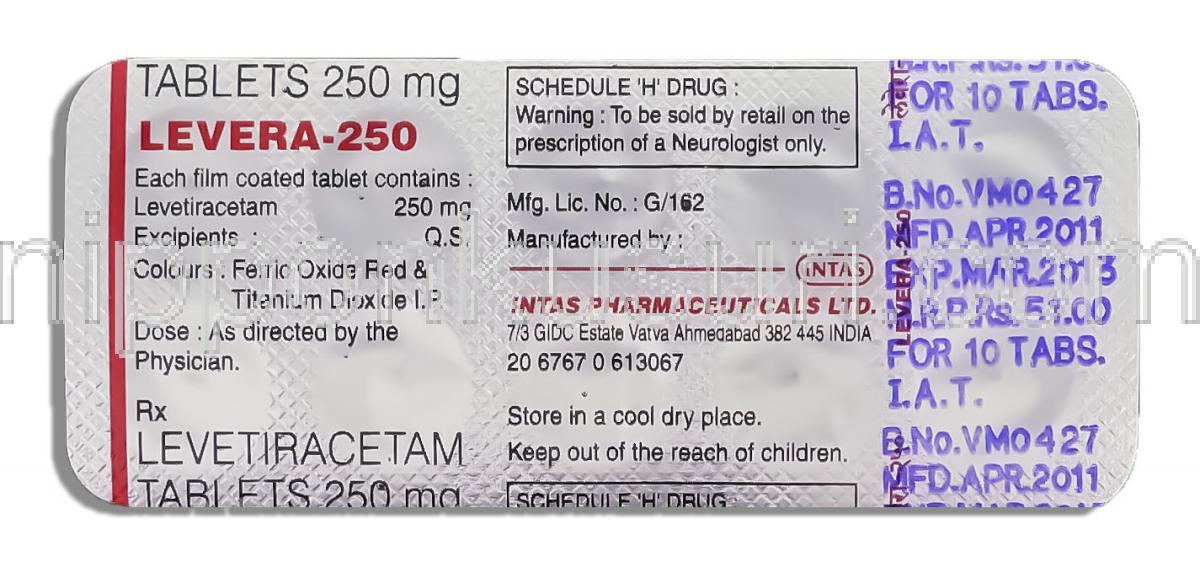 TABLETS 250 mg
LEVERA-250
Each film coated tablet contains :
Levetiracetam 250 mg
Excipients : Q.S.
Colours : Ferric Oxide Red &
Titanium Dioxide I.P.
Dose : As directed by the
Physician.
Rx
LEVETIRACETAM
TABLETS 250 mg
SCHEDULE 'H' DRUG :
Warning : To be sold by retail on the
prescription of a Neurologist only.
Mfg. Lic. No. : G/162
Manufactured by :
INTAS
INTAS PHARMACEUTICALS LTD.
7/3 GIDC Estate Vatva Ahmedabad 382 445 INDIA
20 6767 0 613067
Store in a cool dry place.
Keep out of the reach of children.
SCHEDULE 'H' DRUG :
FOR 10 TABS.
I.A.T.
B.No.VM0427
MFD.APR.2011
EXP.MAR.2013
M.R.P.Rs.51.00
FOR 10 TABS.
I.A.T.
B.No.VM0427
MFD.APR.2011
LEVERA-250